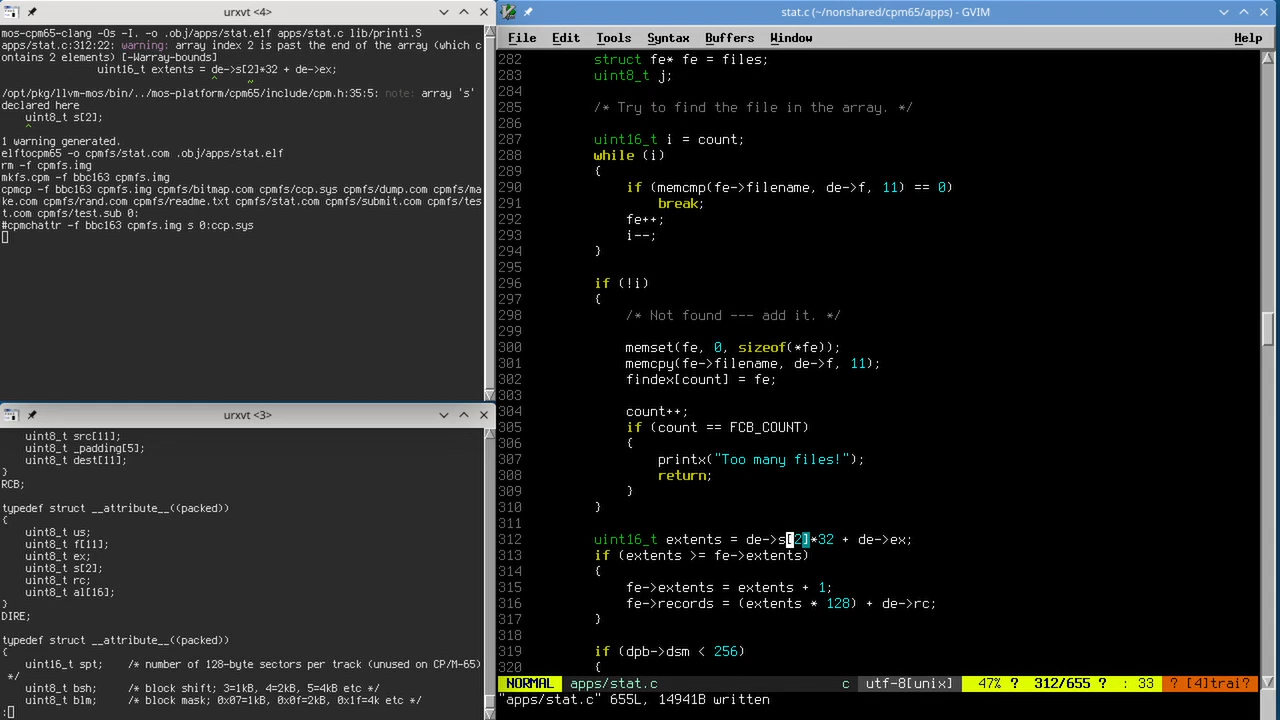 urxvt <4>
mos-cpm65-clang -Os -I. -o .obj/apps/stat.elf apps/stat.c lib/printi.S
apps/stat.c:312:22: warning: array index 2 is past the end of the array (which c
ontains 2 elements) [-Warray-bounds]
uint16_t extents = de->s[2]*32 + de->ex;
^ ~
/opt/pkg/llvm-mos/bin/../mos-platform/cpm65/include/cpm.h:35:5: note: array 's'
declared here
uint8_t s[2];
^
1 warning generated.
elftocpm65 -o cpmfs/stat.com .obj/apps/stat.elf
rm -f cpmfs.img
mkfs.cpm -f bbc163 cpmfs.img
cpmcp -f bbc163 cpmfs.img cpmfs/bitmap.com cpmfs/ccp.sys cpmfs/dump.com cpmfs/ma
ke.com cpmfs/rand.com cpmfs/readme.txt cpmfs/stat.com cpmfs/submit.com cpmfs/tes
t.com cpmfs/test.sub 0:
#cpmchattr -f bbc163 cpmfs.img s 0:ccp.sys
urxvt <3>
uint8_t src[11];
uint8_t _padding[5];
uint8_t dest[11];
}
RCB;
typedef struct __attribute__((packed))
{
uint8_t us;
uint8_t f[11];
uint8_t ex;
uint8_t s[2];
uint8_t rc;
uint8_t al[16];
}
DIRE;
typedef struct __attribute__((packed))
{
uint16_t spt; /* number of 128-byte sectors per track (unused on CP/M-65)
*/
uint8_t bsh; /* block shift; 3=1kB, 4=2kB, 5=4kB etc */
uint8_t blm; /* block mask; 0x07=1kB, 0x0f=2kB, 0x1f=4k etc */
:
stat.c (~/nonshared/cpm65/apps) - GVIM
File Edit Tools Syntax Buffers Window Help
282 struct fe* fe = files;
283 uint8_t j;
284
285 /* Try to find the file in the array. */
286
287 uint16_t i = count;
288 while (i)
289 {
290 if (memcmp(fe->filename, de->f, 11) == 0)
291 break;
292 fe++;
293 i--;
294 }
295
296 if (!i)
297 {
298 /* Not found --- add it. */
299
300 memset(fe, 0, sizeof(*fe));
301 memcpy(fe->filename, de->f, 11);
302 findex[count] = fe;
303
304 count++;
305 if (count == FCB_COUNT)
306 {
307 printx("Too many files!");
308 return;
309 }
310 }
311
312 uint16_t extents = de->s[2]*32 + de->ex;
313 if (extents >= fe->extents)
314 {
315 fe->extents = extents + 1;
316 fe->records = (extents * 128) + de->rc;
317 }
318
319 if (dpb->dsm < 256)
320 {
NORMAL apps/stat.c c utf-8[unix] 47% ? 312/655 ? : 33 ? [4]trai?
"apps/stat.c" 655L, 14941B written